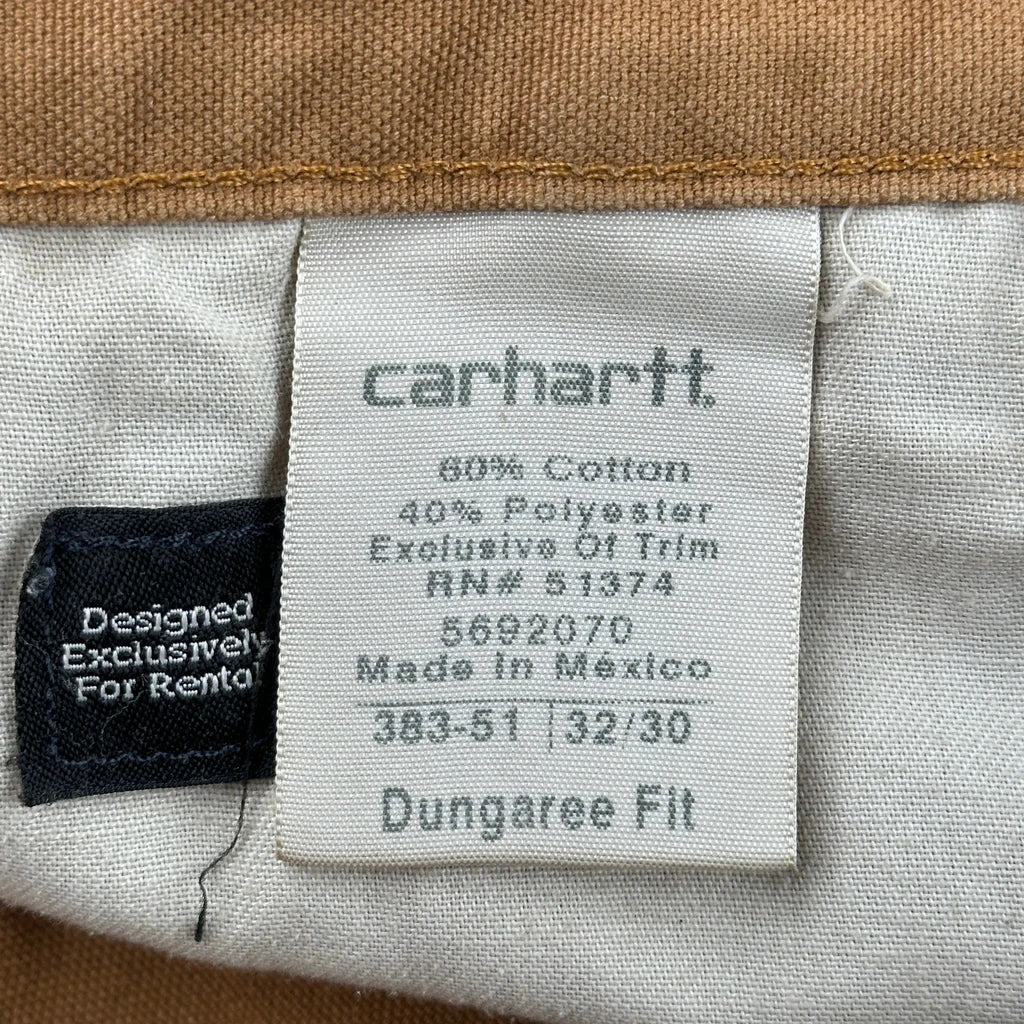 carhartt.
60% Cotton
40% Polyester
Exclusive Of Trim
RN# 51374
5692070
Made In México
383-51 | 32/30
Dungaree Fit
Designed
Exclusively
For Rental